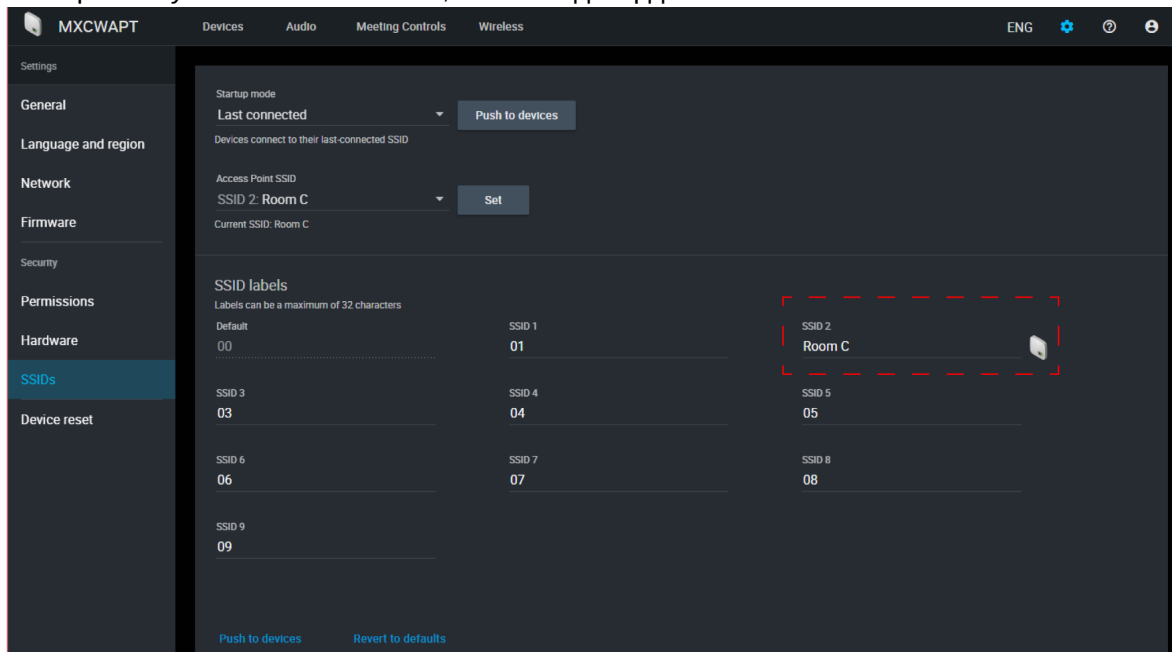 MXCWAPT
Devices Audio Meeting Controls Wireless ENG
Settings
General
Language and region
Network
Firmware
Security
Permissions
Hardware
SSIDs
Device reset
Startup mode
Last connected Push to devices
Devices connect to their last-connected SSID
Access Point SSID
SSID 2: Room C Set
Current SSID: Room C
SSID labels
Labels can be a maximum of 32 characters
Default SSID 1 SSID 2
00 01 Room C
SSID 3 SSID 4 SSID 5
03 04 05
SSID 6 SSID 7 SSID 8
06 07 08
SSID 9
09
Push to devices Revert to defaults